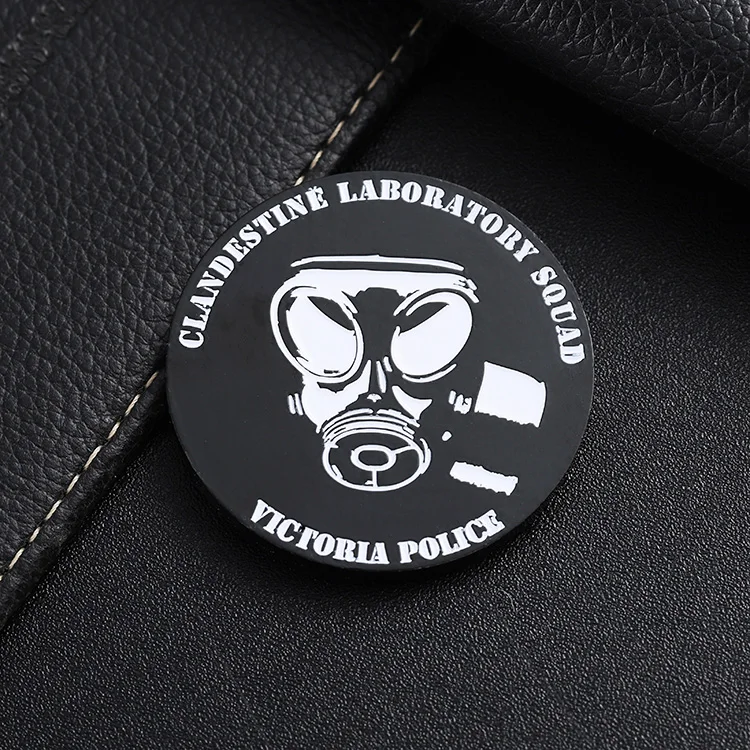 CLANDESTINE LABORATORY SQUAD
VICTORIA POLICE